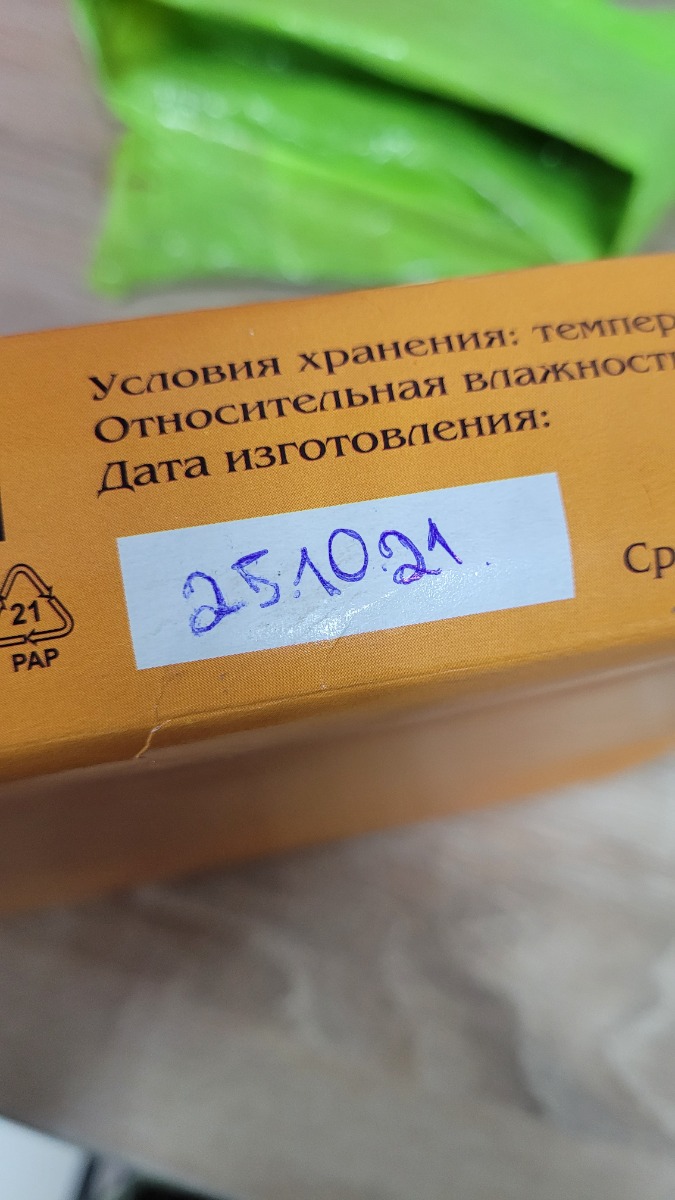 Условия хранения:
Относительная
Дата изготовления:
25.10.21.
21
PAP